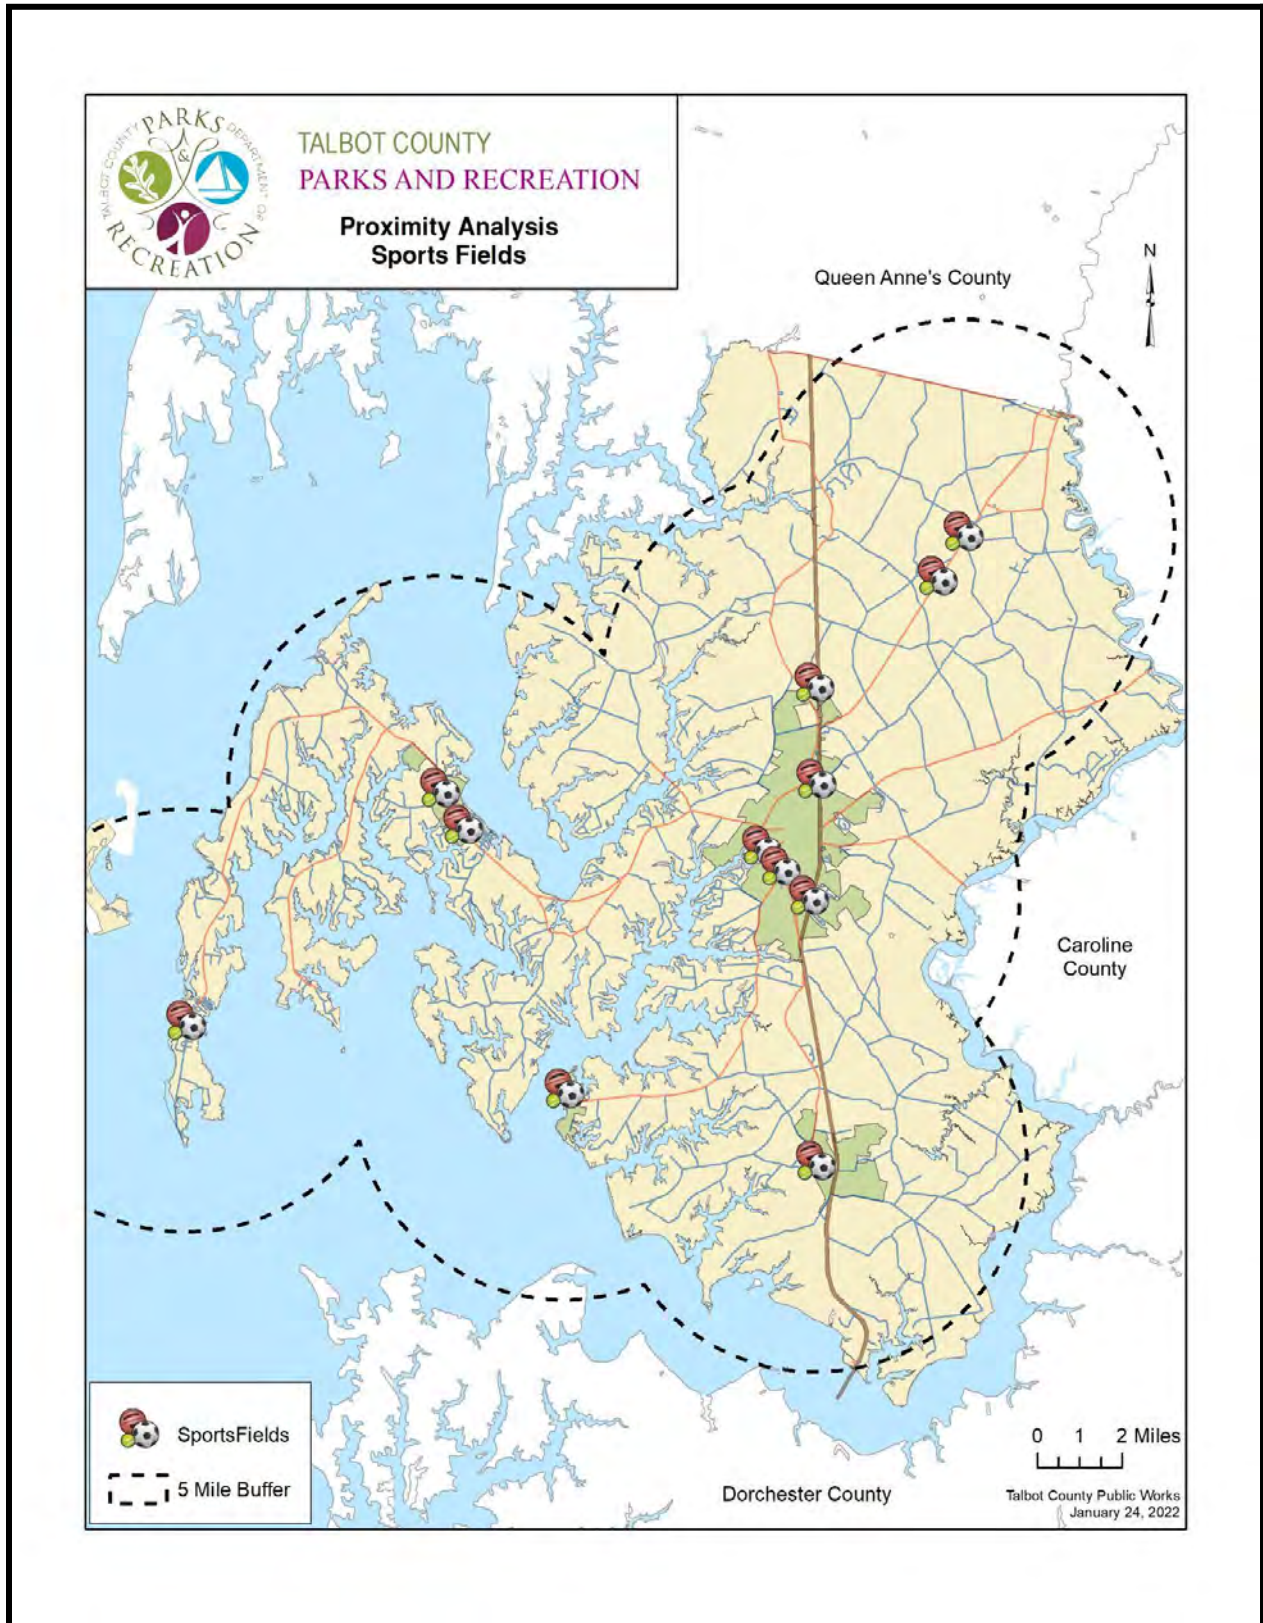 TALBOT COUNTY PARKS & RECREATION DEPARTMENT OF
TALBOT COUNTY
PARKS AND RECREATION
Proximity Analysis
Sports Fields
Queen Anne's County
N
Caroline
County
SportsFields
5 Mile Buffer
Dorchester County
0 1 2 Miles
Talbot County Public Works
January 24, 2022